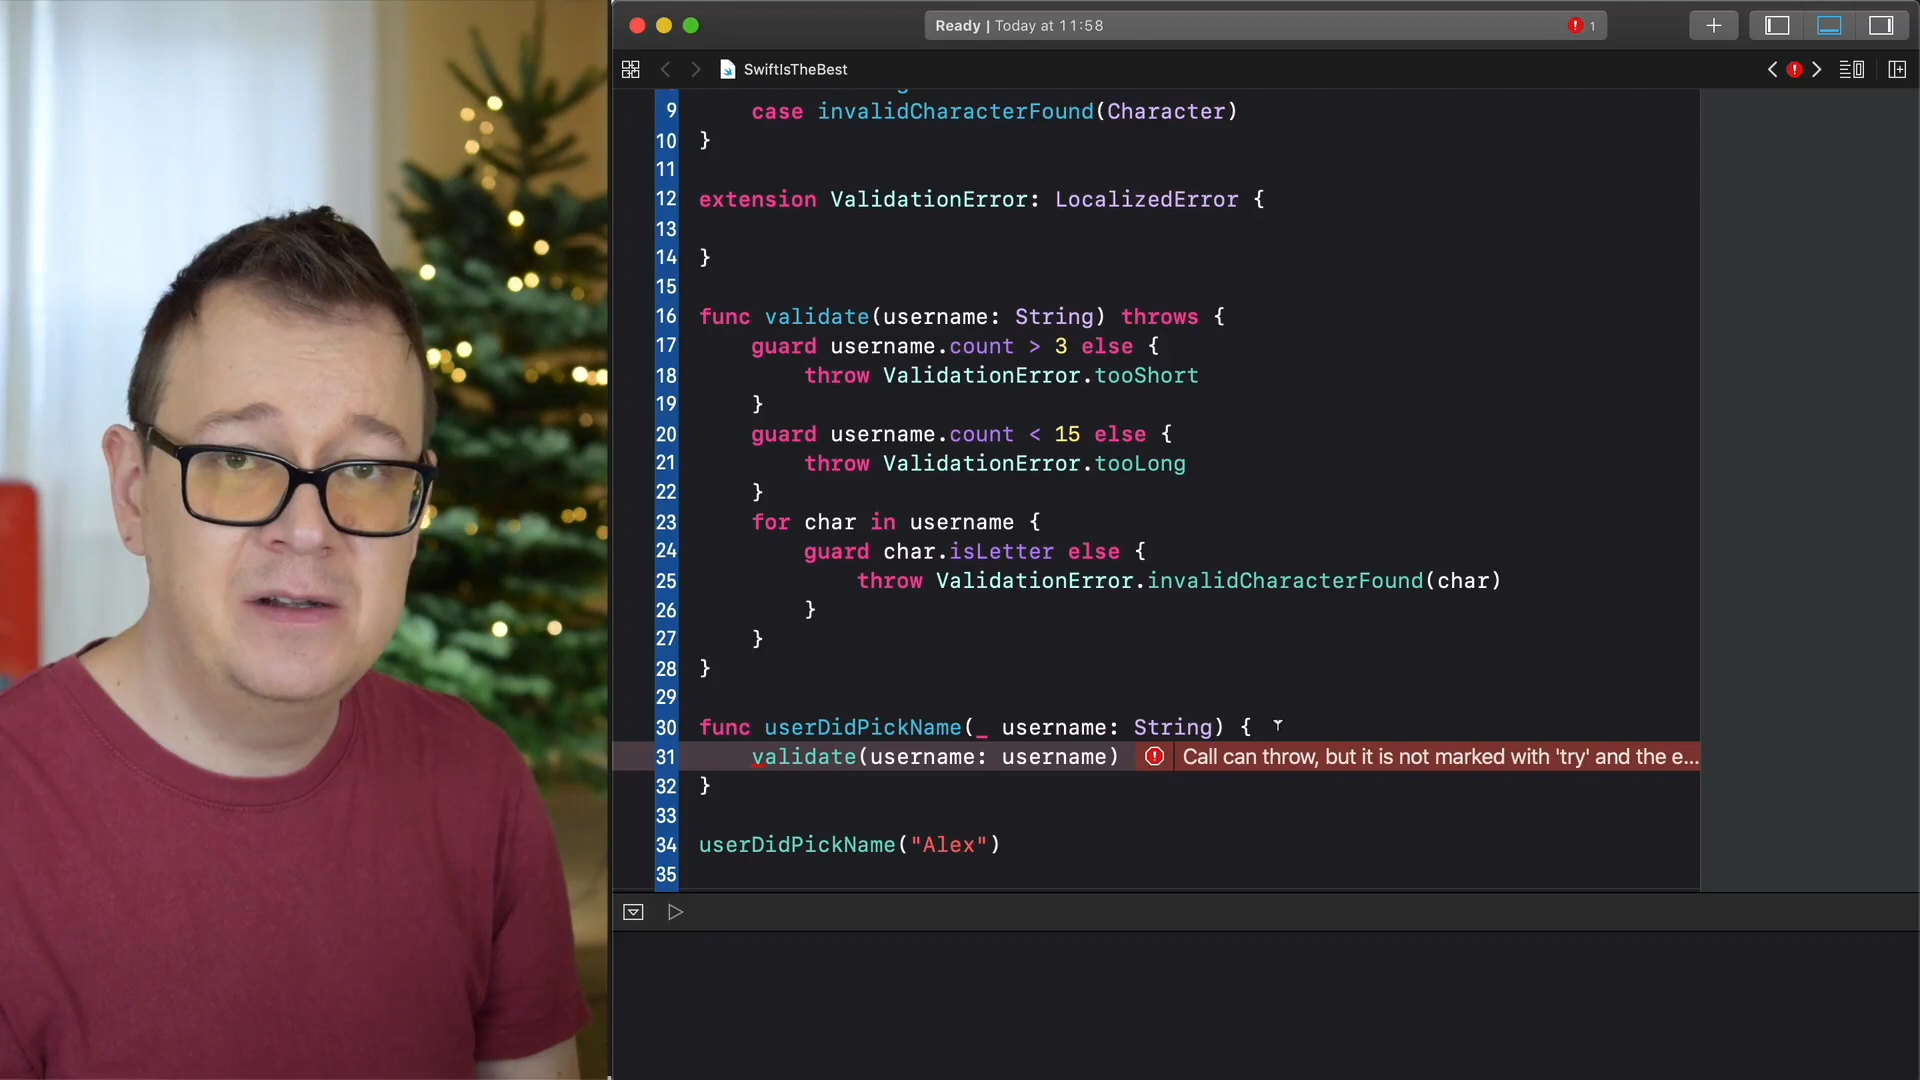 Ready | Today at 11:58
1
SwiftIsTheBest
9 case invalidCharacterFound(Character)
10 }
11
12 extension ValidationError: LocalizedError {
13
14 }
15
16 func validate(username: String) throws {
17 guard username.count > 3 else {
18 throw ValidationError.tooShort
19 }
20 guard username.count < 15 else {
21 throw ValidationError.tooLong
22 }
23 for char in username {
24 guard char.isLetter else {
25 throw ValidationError.invalidCharacterFound(char)
26 }
27 }
28 }
29
30 func userDidPickName(_ username: String) {
31 validate(username: username) Call can throw, but it is not marked with 'try' and the e...
32 }
33
34 userDidPickName("Alex")
35